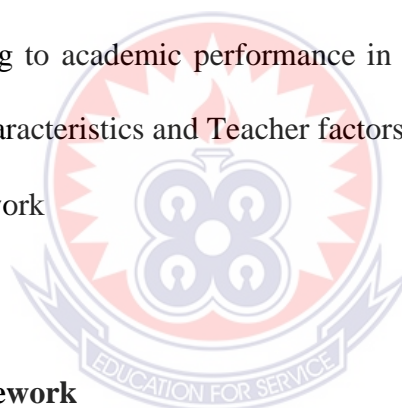 g to academic performance in
aracteristics and Teacher factors
ork
EDUCATION FOR SERVICE
ework